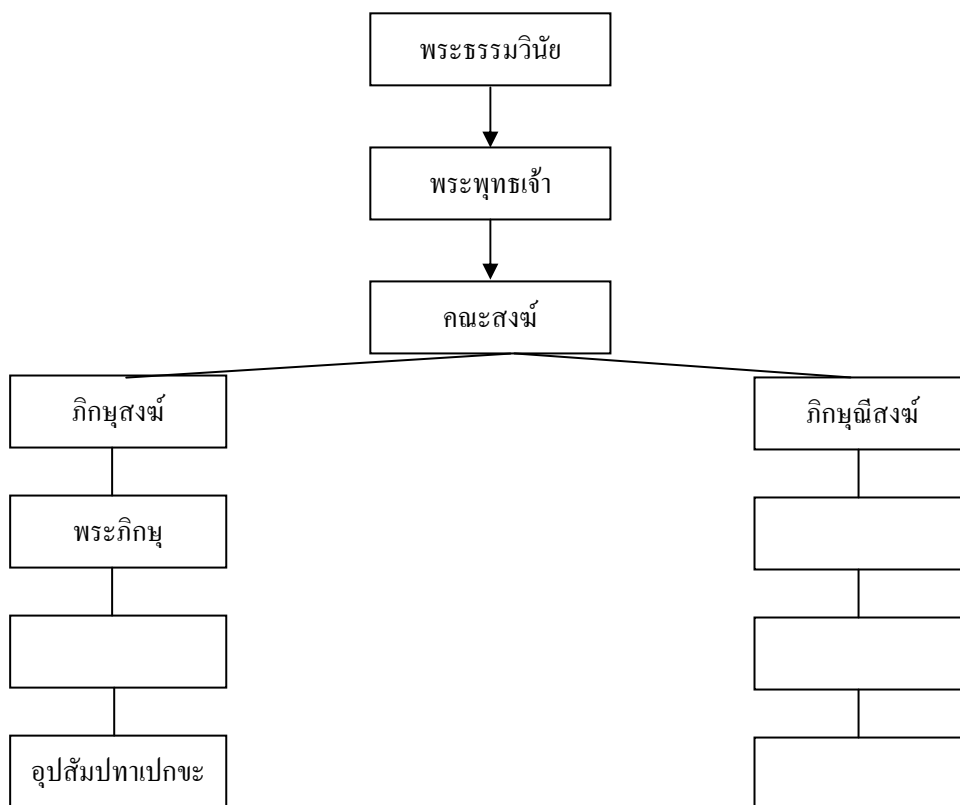 พระธรรมวินัย
พระพุทธเจ้า
คณะสงฆ์
ภิกษุสงฆ์
ภิกษุณีสงฆ์
พระภิกษุ
อุปสัมปทาเปกขะ